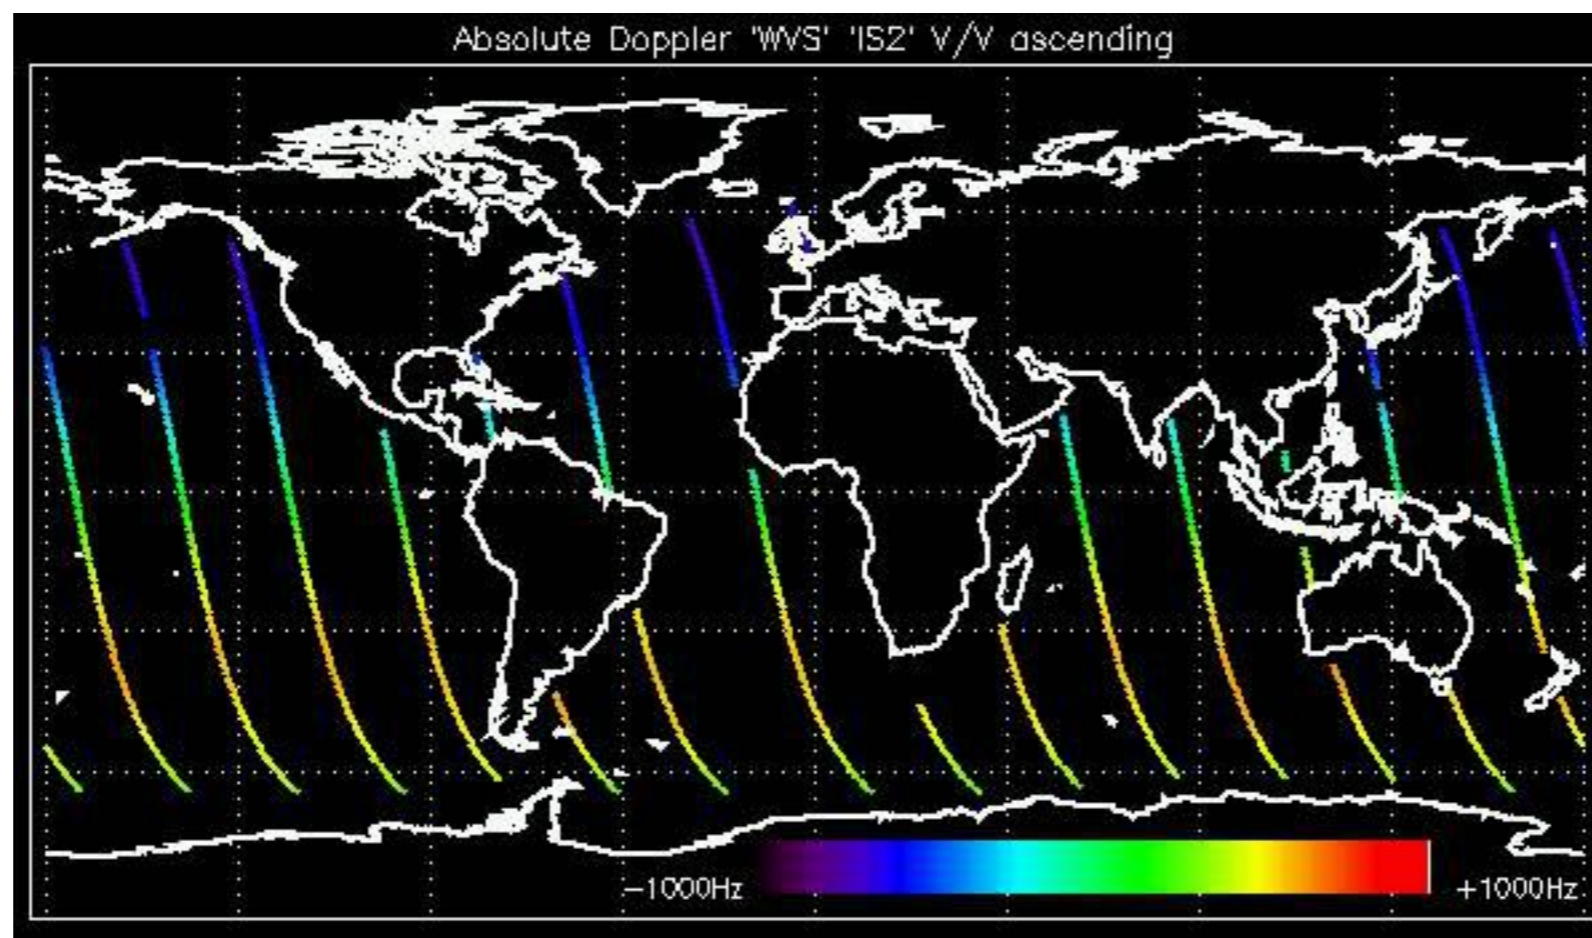 Absolute Doppler 'WVS' 'IS2' V/V ascending
-1000Hz +1000Hz